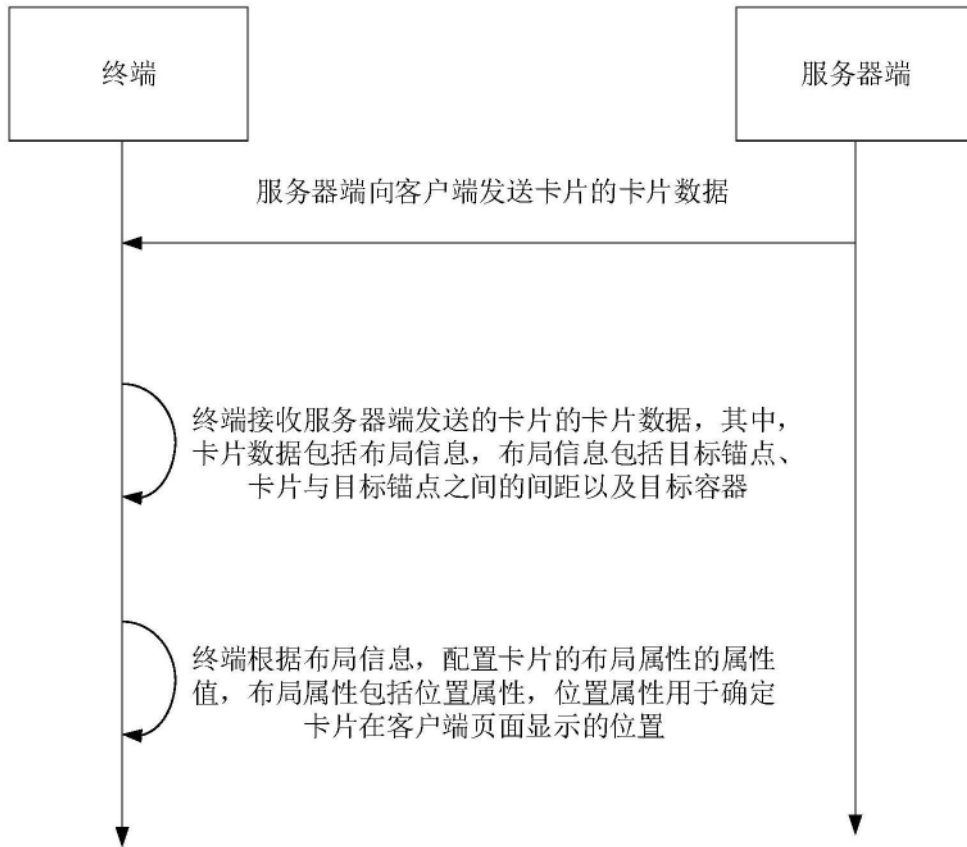 终端
服务器端
服务器端向客户端发送卡片的卡片数据
终端接收服务器端发送的卡片的卡片数据，其中，
卡片数据包括布局信息，布局信息包括目标锚点、
卡片与目标锚点之间的间距以及目标容器
终端根据布局信息，配置卡片的布局属性的属性
值，布局属性包括位置属性，位置属性用于确定
卡片在客户端页面显示的位置